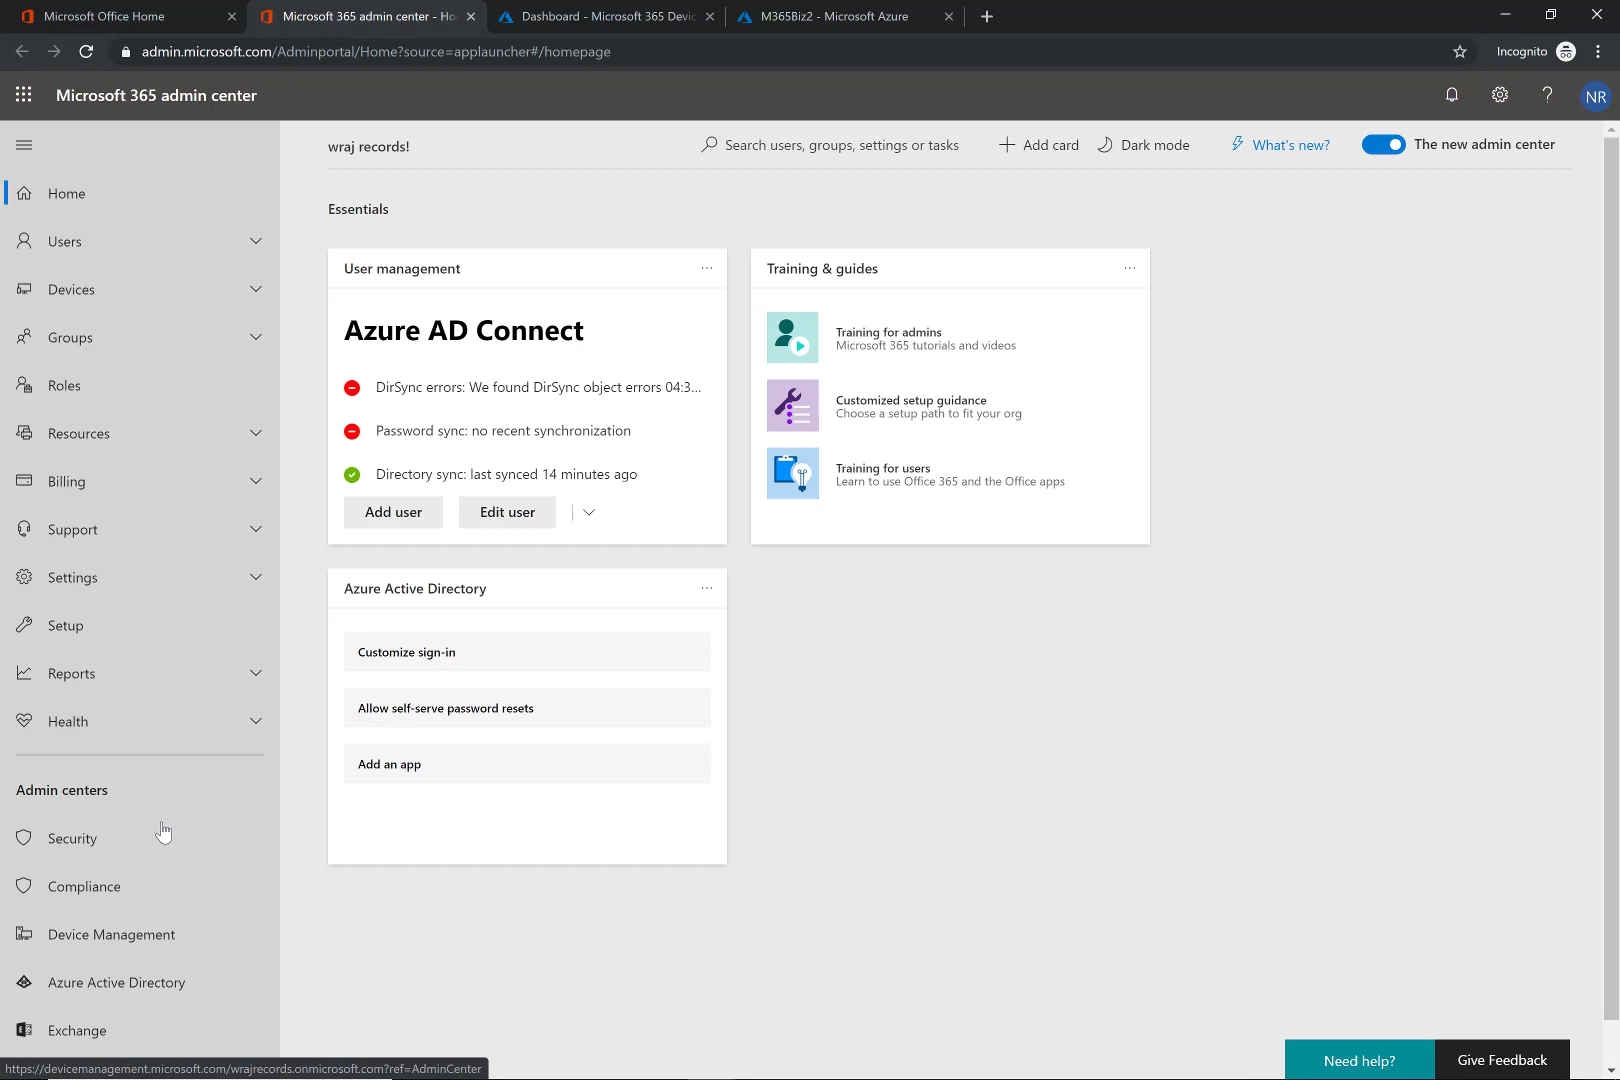 Microsoft Office Home
Microsoft 365 admin center - Ho
Dashboard - Microsoft 365 Devic
M365Biz2 - Microsoft Azure
admin.microsoft.com/Adminportal/Home?source=applauncher#/homepage
Incognito
Microsoft 365 admin center
NR
wraj records!
Search users, groups, settings or tasks
Add card
Dark mode
What's new?
The new admin center
Home
Users
Devices
Groups
Roles
Resources
Billing
Support
Settings
Setup
Reports
Health
Admin centers
Security
Compliance
Device Management
Azure Active Directory
Exchange
Essentials
User management
Azure AD Connect
DirSync errors: We found DirSync object errors 04:3...
Password sync: no recent synchronization
Directory sync: last synced 14 minutes ago
Add user
Edit user
Training & guides
Training for admins
Microsoft 365 tutorials and videos
Customized setup guidance
Choose a setup path to fit your org
Training for users
Learn to use Office 365 and the Office apps
Azure Active Directory
Customize sign-in
Allow self-serve password resets
Add an app
Need help?
Give Feedback
https://devicemanagement.microsoft.com/wrajrecords.onmicrosoft.com?ref=AdminCenter